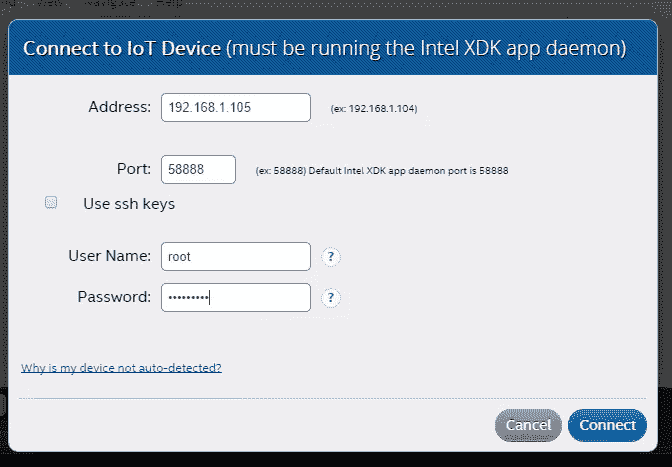 View Navigate Help
Connect to IoT Device (must be running the Intel XDK app daemon)
Address: 192.168.1.105 (ex: 192.168.1.104)
Port: 58888 (ex: 58888) Default Intel XDK app daemon port is 58888
Use ssh keys
User Name: root ?
Password: ••••••••• ?
Why is my device not auto-detected?
Cancel Connect